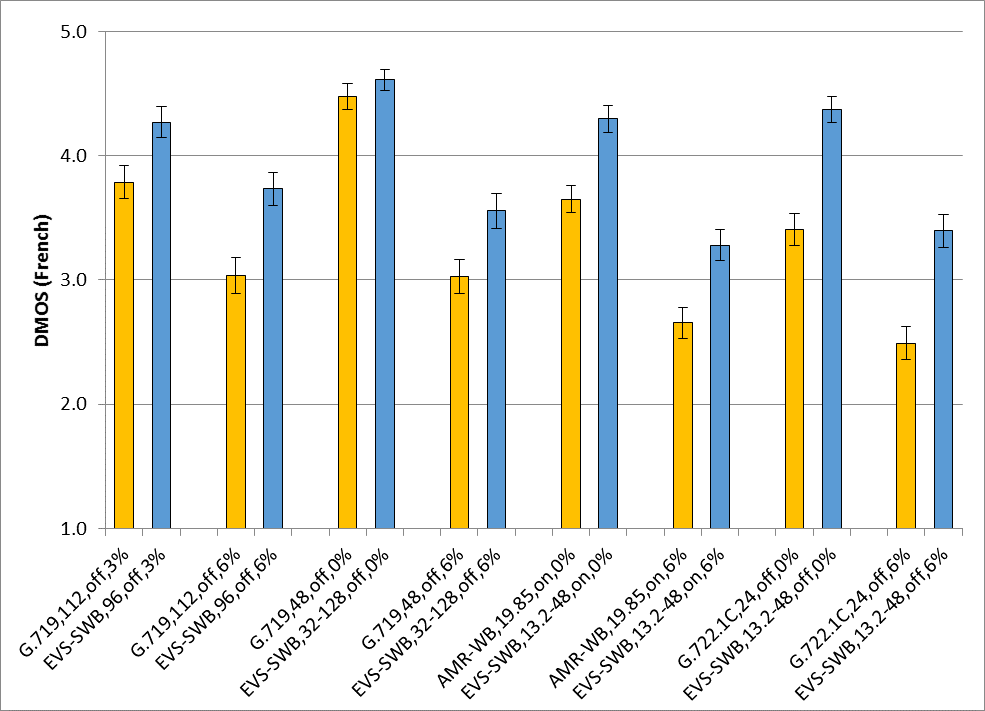 5.0
4.0
3.0
2.0
1.0
DMOS (French)
G.719,112,off,3%
EVS-SWB,96,off,3%
G.719,112,off,6%
EVS-SWB,96,off,6%
G.719,48,off,0%
EVS-SWB,32-128,off,0%
G.719,48,off,6%
EVS-SWB,32-128,off,6%
AMR-WB,19.85,on,0%
EVS-SWB,13.2-48,on,0%
AMR-WB,19.85,on,6%
EVS-SWB,13.2-48,on,6%
G.722.1C,24,off,0%
EVS-SWB,13.2-48,off,0%
G.722.1C,24,off,6%
EVS-SWB,13.2-48,off,6%